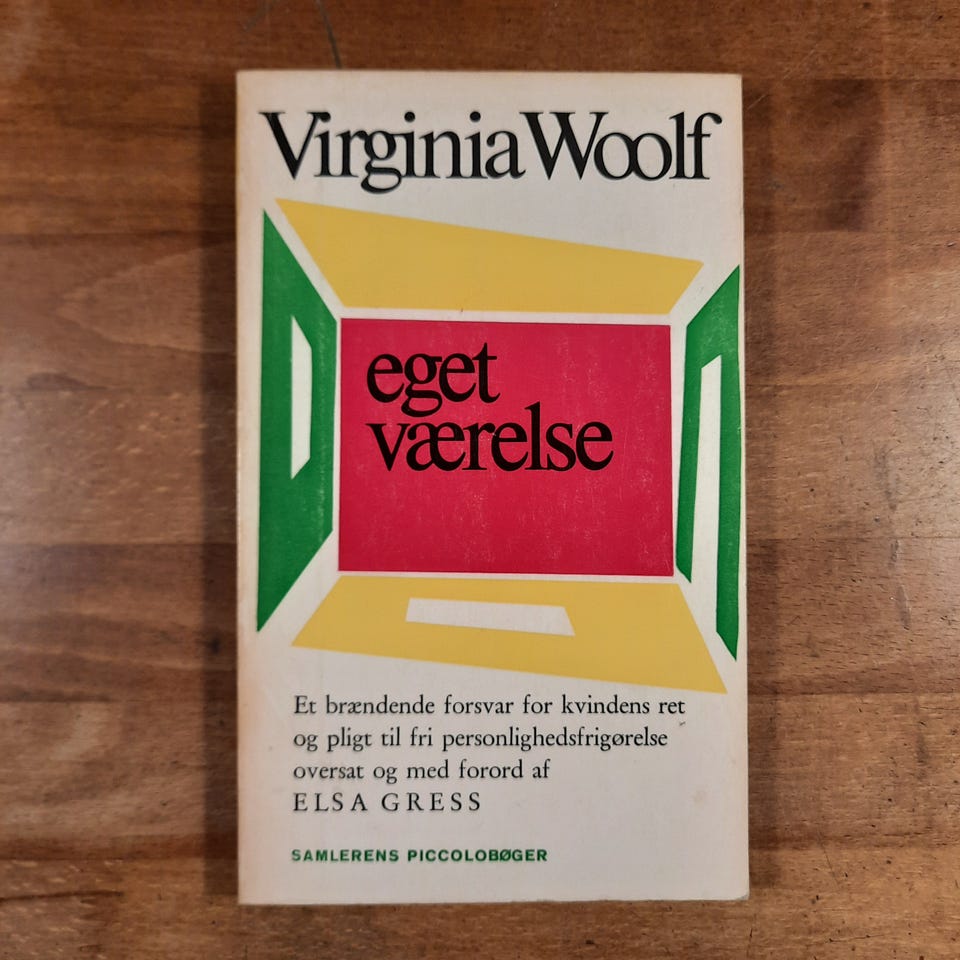 Virginia Woolf
eget
værelse
Et brændende forsvar for kvindens ret
og pligt til fri personlighedsfrigørelse
oversat og med forord af
ELSA GRESS
SAMLERENS PICCOLOBØGER